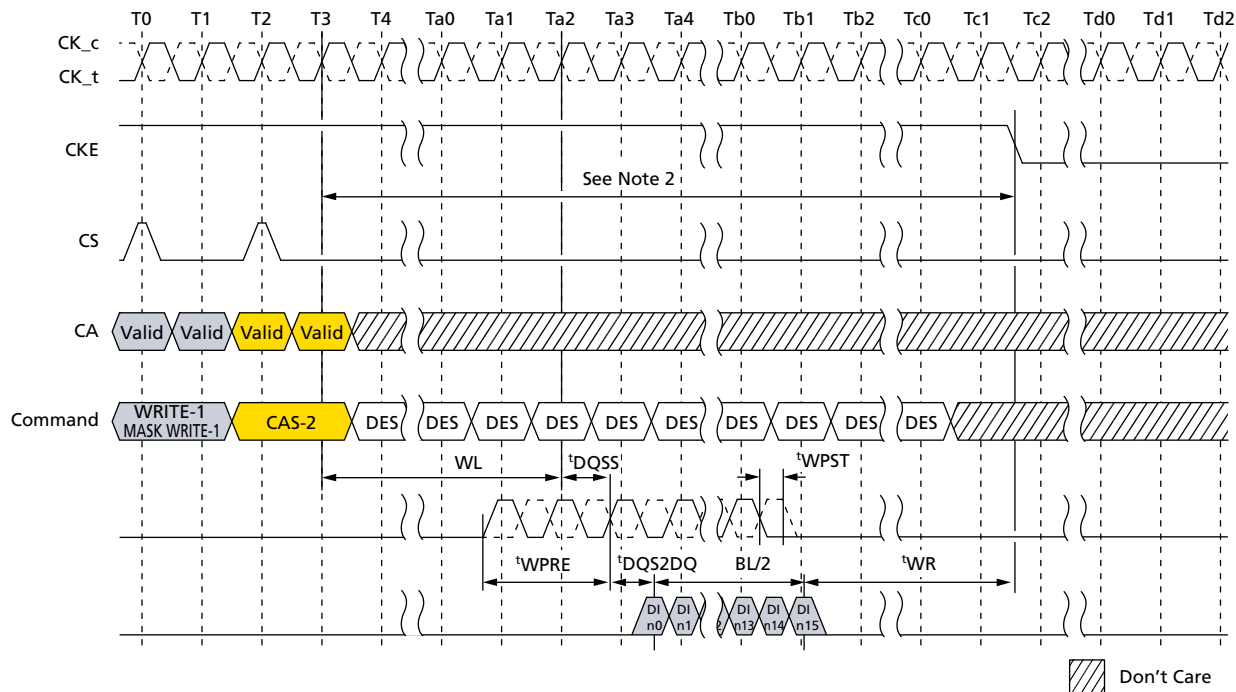 T0 T1 T2 T3 T4 Ta0 Ta1 Ta2 Ta3 Ta4 Tb0 Tb1 Tb2 Tc0 Tc1 Tc2 Td0 Td1 Td2
CK_c
CK_t
CKE
See Note 2
CS
CA Valid Valid Valid Valid
Command WRITE-1 MASK WRITE-1 CAS-2 DES DES DES DES DES DES DES DES DES DES
WL tDQSS tWPST
tWPRE tDQS2DQ BL/2 tWR
DI n0 DI n1 2 DI n13 DI n14 DI n15
Don't Care